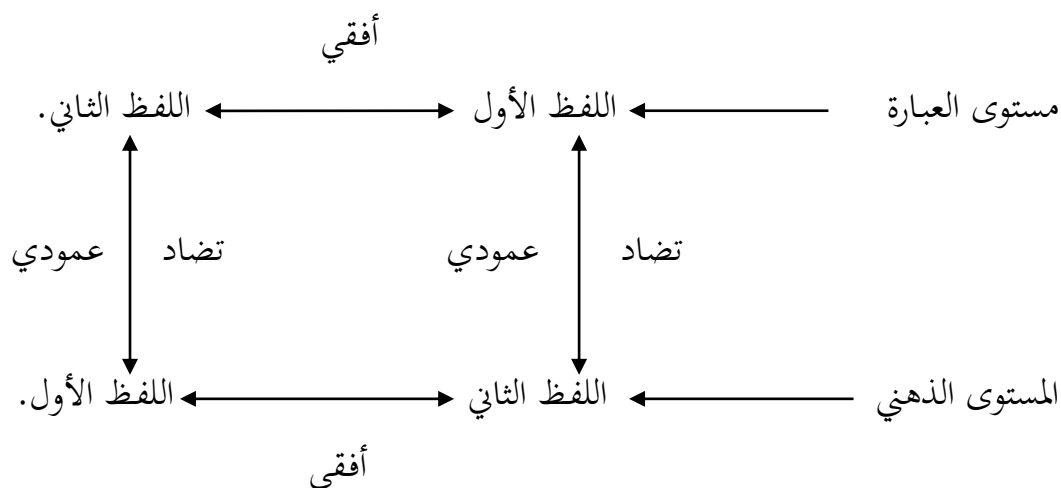 أفقي
مستوى العبارة اللفظ الأول اللفظ الثاني.
تضاد عمودي تضاد عمودي
المستوى الذهني اللفظ الثاني اللفظ الأول.
أفقي